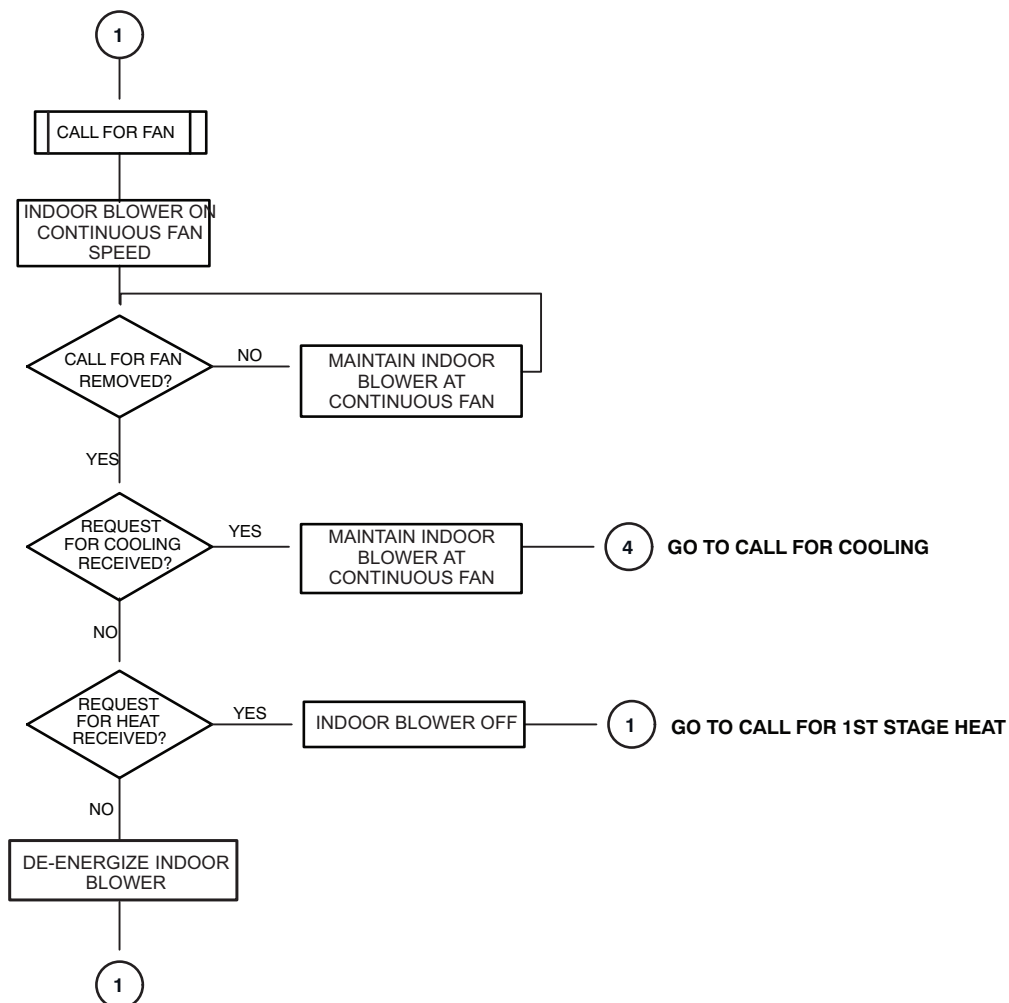 1
CALL FOR FAN
INDOOR BLOWER ON
CONTINUOUS FAN
SPEED
CALL FOR FAN
REMOVED?
NO
MAINTAIN INDOOR
BLOWER AT
CONTINUOUS FAN
YES
REQUEST
FOR COOLING
RECEIVED?
YES
MAINTAIN INDOOR
BLOWER AT
CONTINUOUS FAN
4
GO TO CALL FOR COOLING
NO
REQUEST
FOR HEAT
RECEIVED?
YES
INDOOR BLOWER OFF
1
GO TO CALL FOR 1ST STAGE HEAT
NO
DE-ENERGIZE INDOOR
BLOWER
1